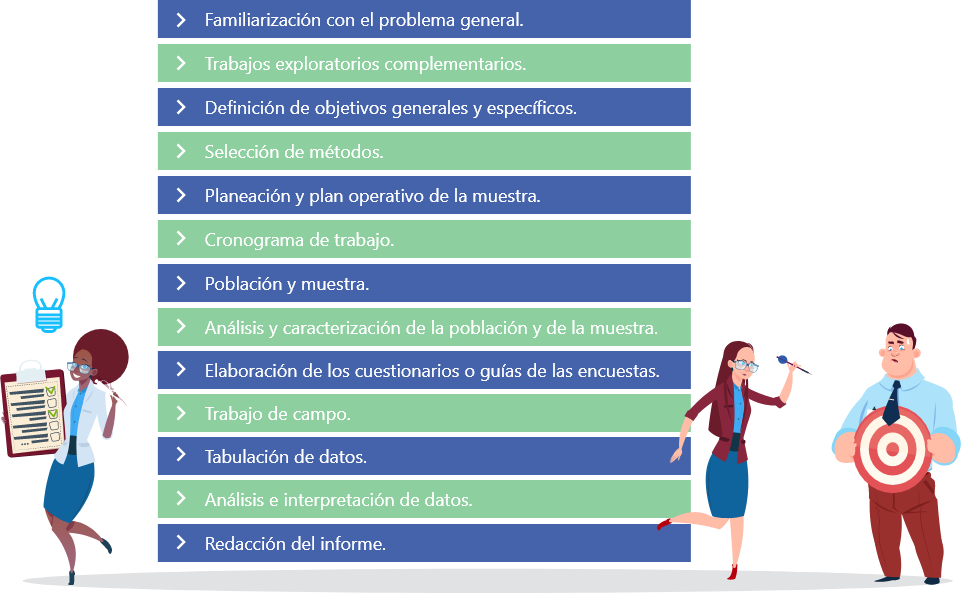 Familiarización con el problema general.
Trabajos exploratorios complementarios.
Definición de objetivos generales y específicos.
Selección de métodos.
Planeación y plan operativo de la muestra.
Cronograma de trabajo.
Población y muestra.
Análisis y caracterización de la población y de la muestra.
Elaboración de los cuestionarios o guías de las encuestas.
Trabajo de campo.
Tabulación de datos.
Análisis e interpretación de datos.
Redacción del informe.